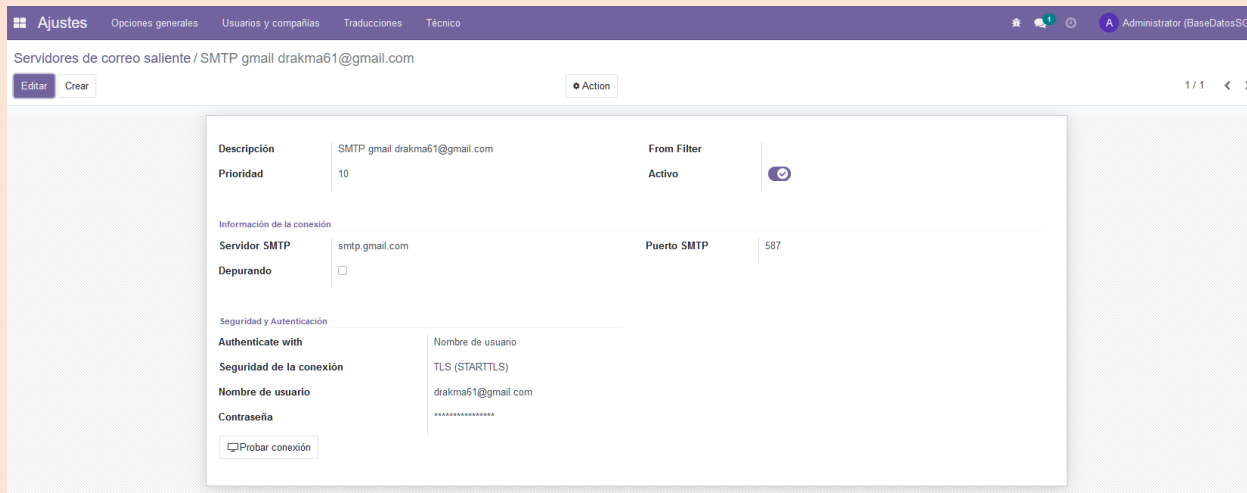 Ajustes Opciones generales Usuarios y compañías Traducciones Técnico 1 A Administrator (BaseDatosSG
Servidores de correo saliente / SMTP gmail drakma61@gmail.com
Editar Crear Action 1 / 1
Descripción SMTP gmail drakma61@gmail.com From Filter
Prioridad 10 Activo
Información de la conexión
Servidor SMTP smtp.gmail.com Puerto SMTP 587
Depurando
Seguridad y Autenticación
Authenticate with Nombre de usuario
Seguridad de la conexión TLS (STARTTLS)
Nombre de usuario drakma61@gmail.com
Contraseña ***************
Probar conexión